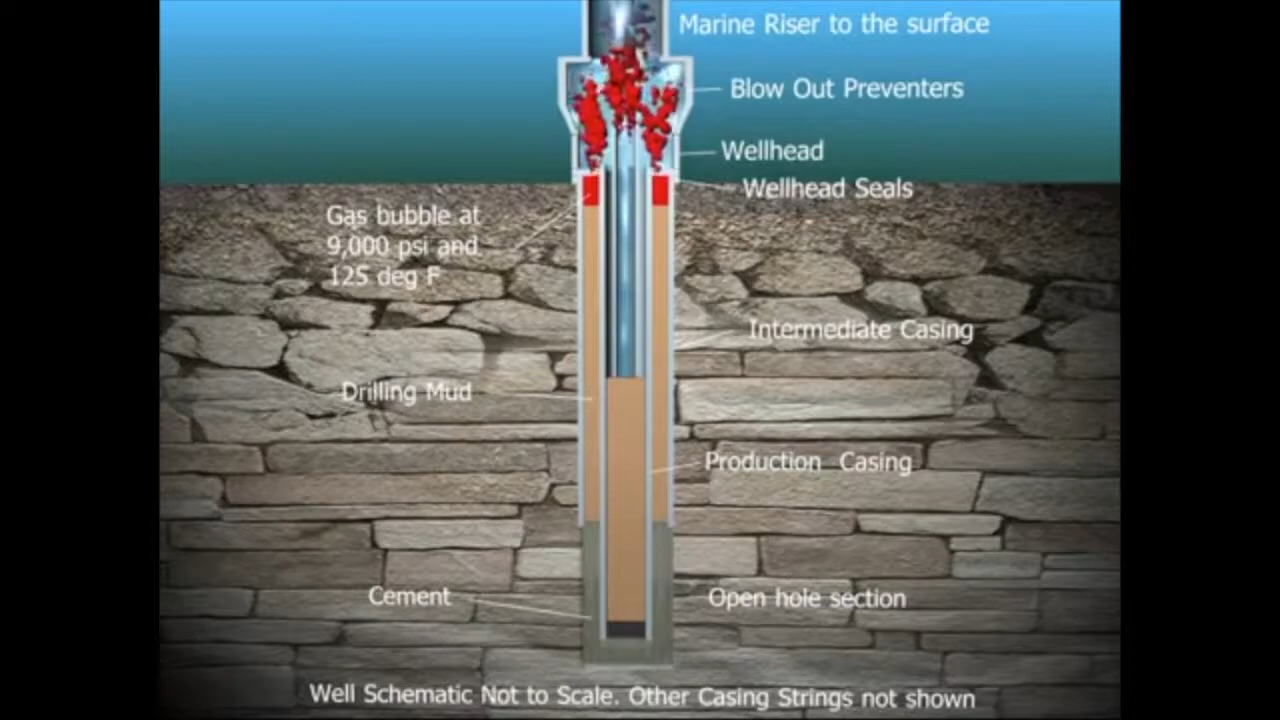 Marine Riser to the surface
Blow Out Preventers
Wellhead
Wellhead Seals
Gas bubble at
9,000 psi and
125 deg F
Intermediate Casing
Drilling Mud
Production Casing
Cement
Open hole section
Well Schematic Not to Scale. Other Casing Strings not shown